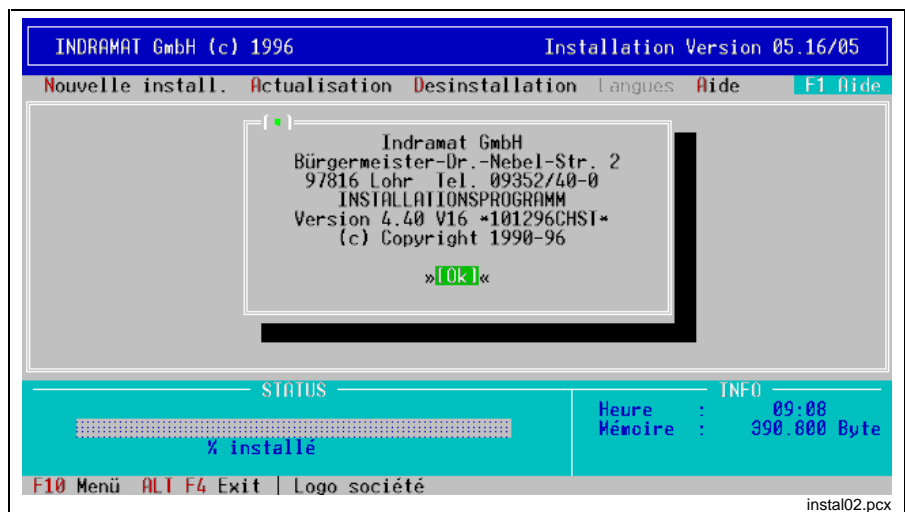 INDRAMAT GmbH (c) 1996 Installation Version 05.16/05
Nouvelle install. Actualisation Desinstallation Langues Aide F1 Aide
Indramat GmbH
Bürgermeister-Dr.-Nebel-Str. 2
97816 Lohr Tel. 09352/40-0
INSTALLATIONSPROGRAMM
Version 4.40 V16 *101296CHST*
(c) Copyright 1990-96
»[Ok]«
STATUS INFO
Heure : 09:08
Mémoire : 390.800 Byte
% installé
F10 Menü ALT F4 Exit | Logo société
instal02.pcx